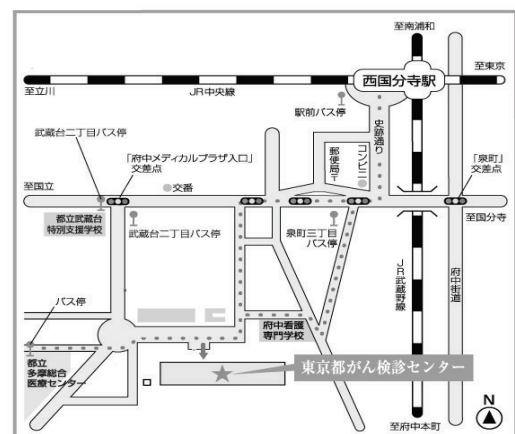 至南浦和
至東京
西国分寺駅
至立川
JR中央線
駅前バス停
史跡通り
武蔵台二丁目バス停
「府中メディカルプラザ入口」
交差点
郵便局〒
コンビニ
「泉町」
交差点
至国立
交番
至国分寺
都立武蔵台
特別支援学校
武蔵台二丁目バス停
泉町三丁目
バス停
JR武蔵野線
府中街道
バス停
府中看護
専門学校
都立
多摩総合
医療センター
東京都がん検診センター
N
至府中本町